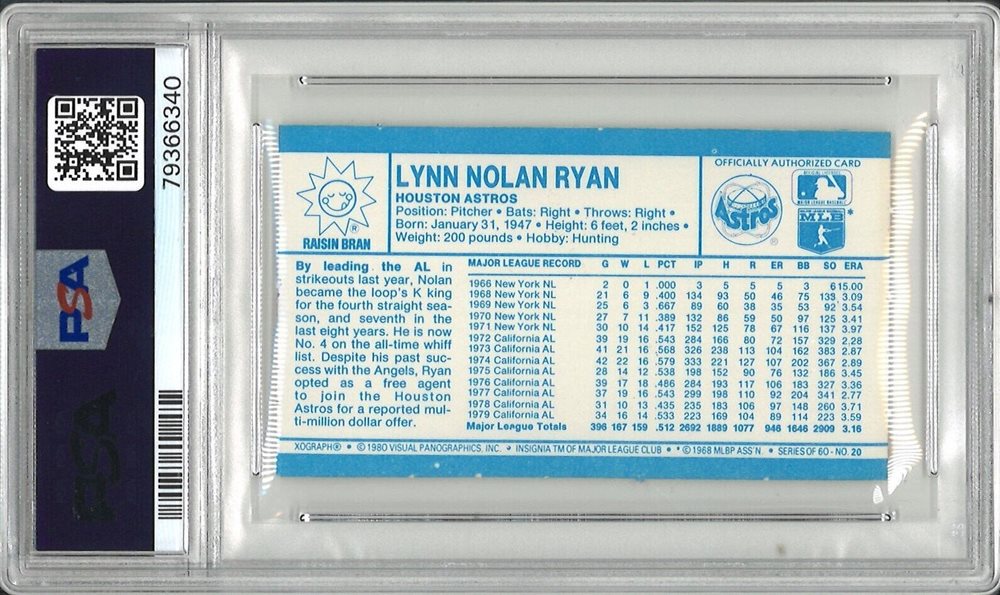 PSA
79366340
PSA
RAISIN BRAN
LYNN NOLAN RYAN
HOUSTON ASTROS
Position: Pitcher • Bats: Right • Throws: Right •
Born: January 31, 1947 • Height: 6 feet, 2 inches •
Weight: 200 pounds • Hobby: Hunting
OFFICIALLY AUTHORIZED CARD
Astros
MAJOR LEAGUE BASEBALL
MLB
By leading the AL in
strikeouts last year, Nolan
became the loop's K king
for the fourth straight sea-
son, and seventh in the
last eight years. He is now
No. 4 on the all-time whiff
list. Despite his past suc-
cess with the Angels, Ryan
opted as a free agent
to join the Houston
Astros for a reported mul-
ti-million dollar offer.
MAJOR LEAGUE RECORD G W L PCT IP H R ER BB SO ERA
1966 New York NL 2 0 1 .000 3 5 5 5 3 6 15.00
1968 New York NL 21 6 9 .400 134 93 50 46 75 133 3.09
1969 New York NL 25 6 3 .667 89 60 38 35 53 92 3.54
1970 New York NL 27 7 11 .389 132 86 59 50 97 125 3.41
1971 New York NL 30 10 14 .417 152 125 78 67 116 137 3.97
1972 California AL 39 19 16 .543 284 166 80 72 157 329 2.28
1973 California AL 41 21 16 .568 326 238 113 104 162 383 2.87
1974 California AL 42 22 16 .579 333 221 127 107 202 367 2.89
1975 California AL 28 14 12 .538 198 152 90 76 132 186 3.45
1976 California AL 39 17 18 .486 284 193 117 106 183 327 3.36
1977 California AL 37 19 16 .543 299 198 110 92 204 341 2.77
1978 California AL 31 10 13 .435 235 183 106 97 148 260 3.71
1979 California AL 34 16 14 .533 223 169 104 89 114 223 3.59
Major League Totals 396 167 159 .512 2692 1889 1077 946 1646 2909 3.16
XOGRAPH® • © 1980 VISUAL PANOGRAPHICS, INC. • INSIGNIA TM OF MAJOR LEAGUE CLUB • * © 1968 MLBP ASS'N. • SERIES OF 60 - NO. 20